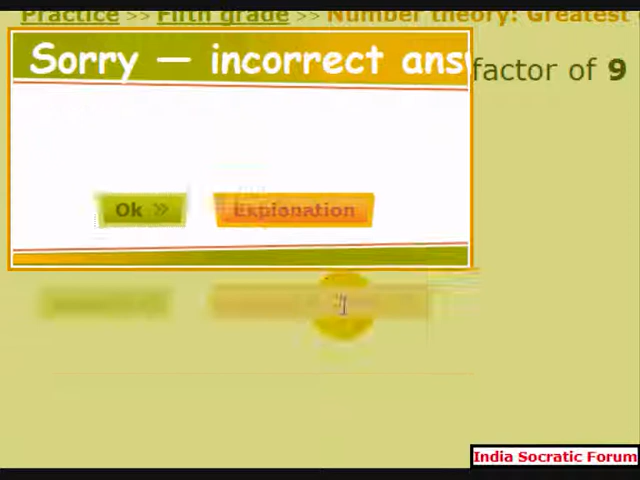 Practice >> Fifth grade >> Number theory: Greatest
Sorry — incorrect ans
factor of 9
Ok >>
Explanation
India Socratic Forum